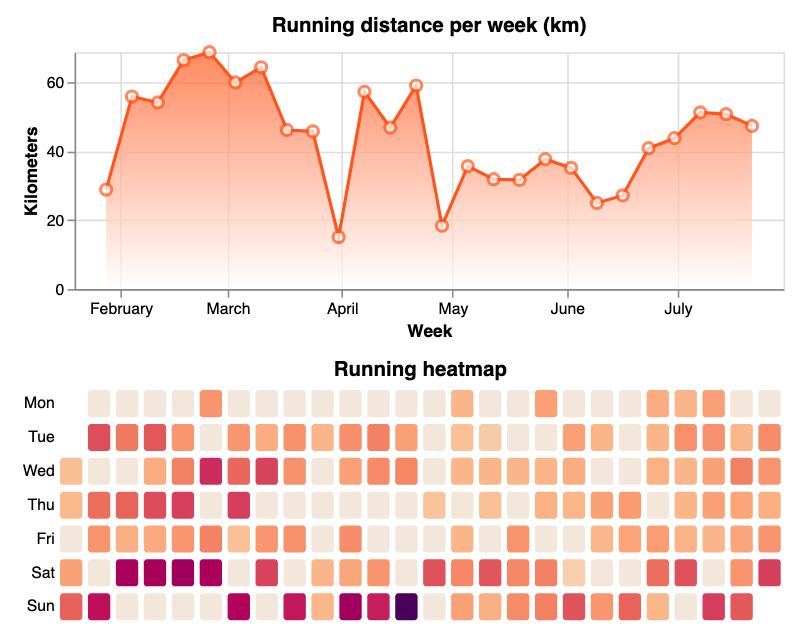 Running distance per week (km)
Kilometers
60
40
20
0
February March April May June July
Week
Running heatmap
Mon
Tue
Wed
Thu
Fri
Sat
Sun